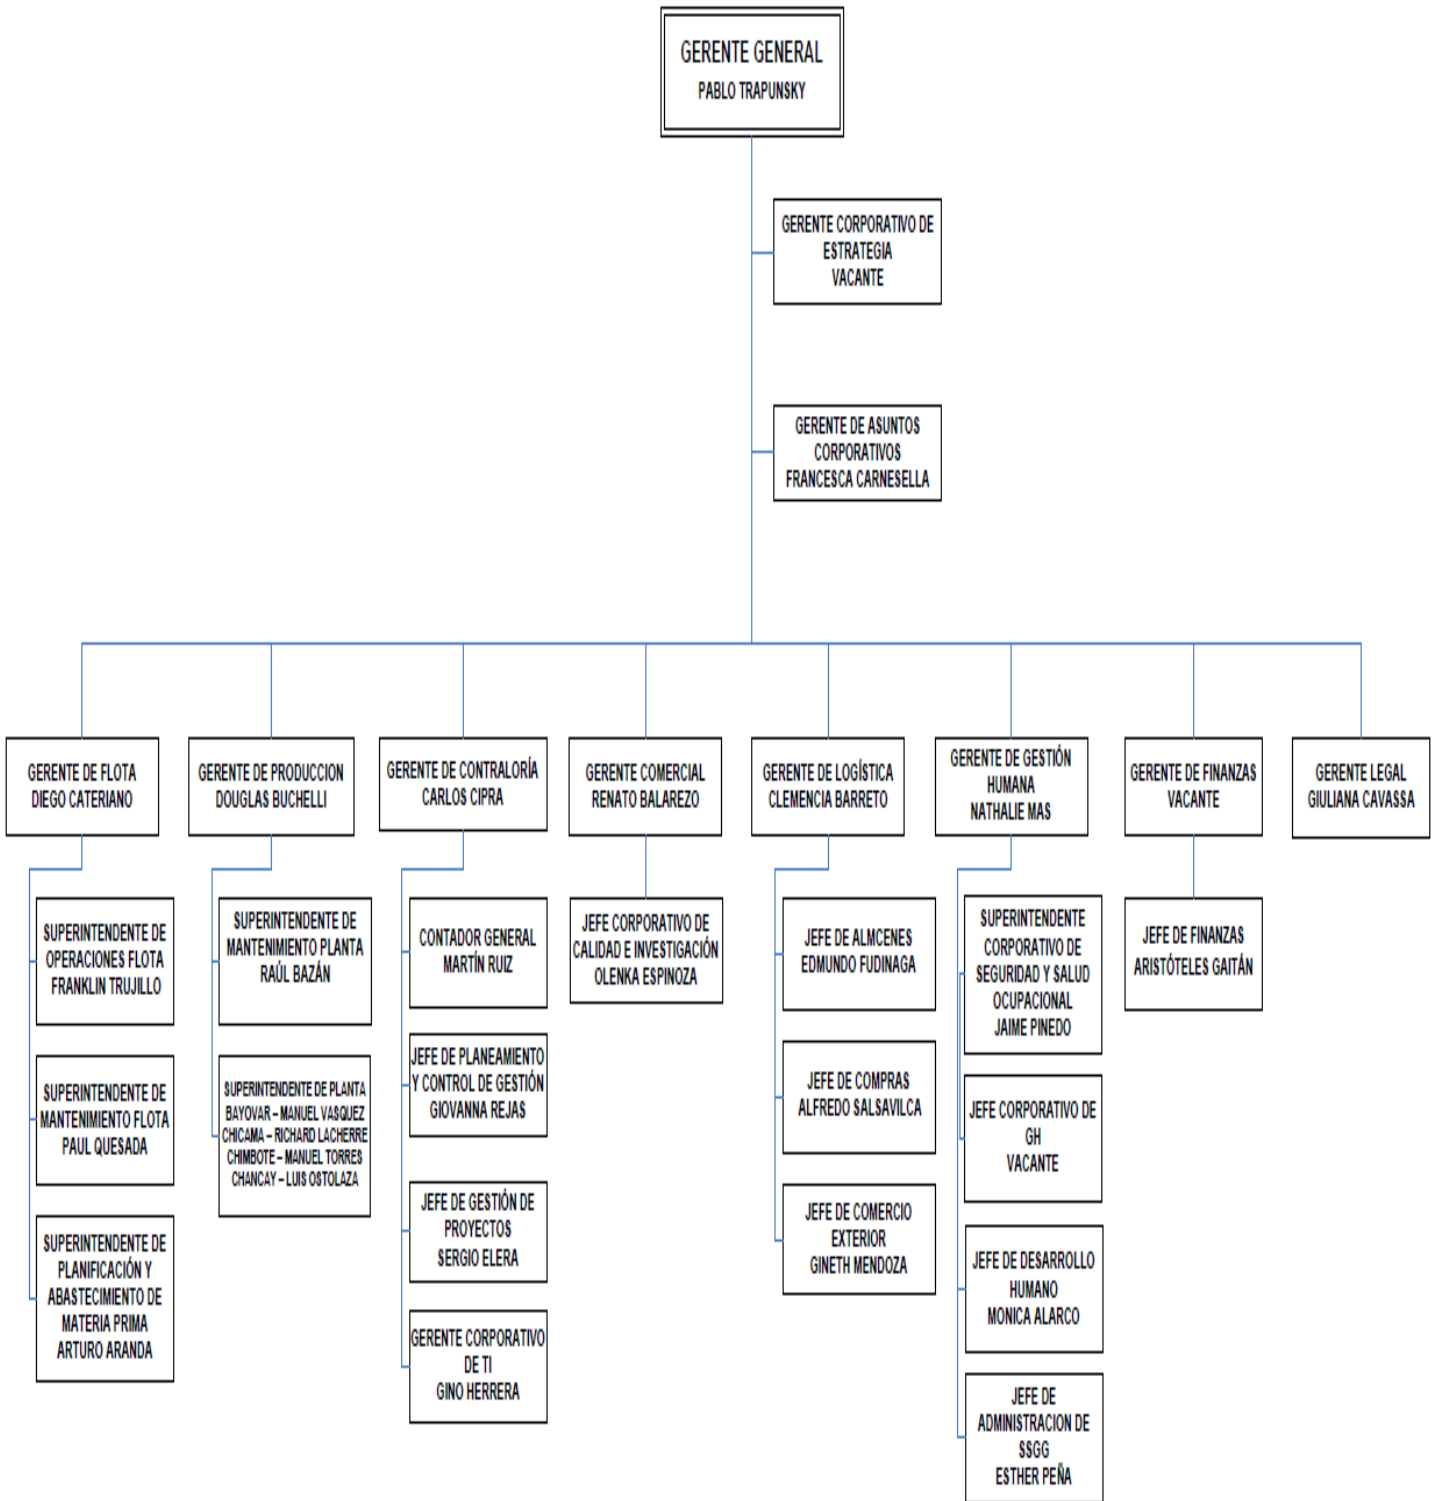 GERENTE GENERAL
PABLO TRAPUNSKY
GERENTE CORPORATIVO DE
ESTRATEGIA
VACANTE
GERENTE DE ASUNTOS
CORPORATIVOS
FRANCESCA CARNESELLA
GERENTE DE FLOTA
DIEGO CATERIANO
GERENTE DE PRODUCCION
DOUGLAS BUCHELLI
GERENTE DE CONTRALORÍA
CARLOS CIPRA
GERENTE COMERCIAL
RENATO BALAREZO
GERENTE DE LOGÍSTICA
CLEMENCIA BARRETO
GERENTE DE GESTIÓN
HUMANA
NATHALIE MAS
GERENTE DE FINANZAS
VACANTE
GERENTE LEGAL
GIULIANA CAVASSA
SUPERINTENDENTE DE
OPERACIONES FLOTA
FRANKLIN TRUJILLO
SUPERINTENDENTE DE
MANTENIMIENTO FLOTA
PAUL QUESADA
SUPERINTENDENTE DE
PLANIFICACIÓN Y
ABASTECIMIENTO DE
MATERIA PRIMA
ARTURO ARANDA
SUPERINTENDENTE DE
MANTENIMIENTO PLANTA
RAÚL BAZÁN
SUPERINTENDENTE DE PLANTA
BAYOVAR – MANUEL VASQUEZ
CHICAMA – RICHARD LACHERRE
CHIMBOTE – MANUEL TORRES
CHANCAY – LUIS OSTOLAZA
CONTADOR GENERAL
MARTÍN RUIZ
JEFE DE PLANEAMIENTO
Y CONTROL DE GESTIÓN
GIOVANNA REJAS
JEFE DE GESTIÓN DE
PROYECTOS
SERGIO ELERA
GERENTE CORPORATIVO
DE TI
GINO HERRERA
JEFE CORPORATIVO DE
CALIDAD E INVESTIGACIÓN
OLENKA ESPINOZA
JEFE DE ALMCENES
EDMUNDO FUDINAGA
JEFE DE COMPRAS
ALFREDO SALSAVILCA
JEFE DE COMERCIO
EXTERIOR
GINETH MENDOZA
SUPERINTENDENTE
CORPORATIVO DE
SEGURIDAD Y SALUD
OCUPACIONAL
JAIME PINEDO
JEFE CORPORATIVO DE
GH
VACANTE
JEFE DE DESARROLLO
HUMANO
MONICA ALARCO
JEFE DE
ADMINISTRACION DE
SSGG
ESTHER PEÑA
JEFE DE FINANZAS
ARISTÓTELES GAITÁN